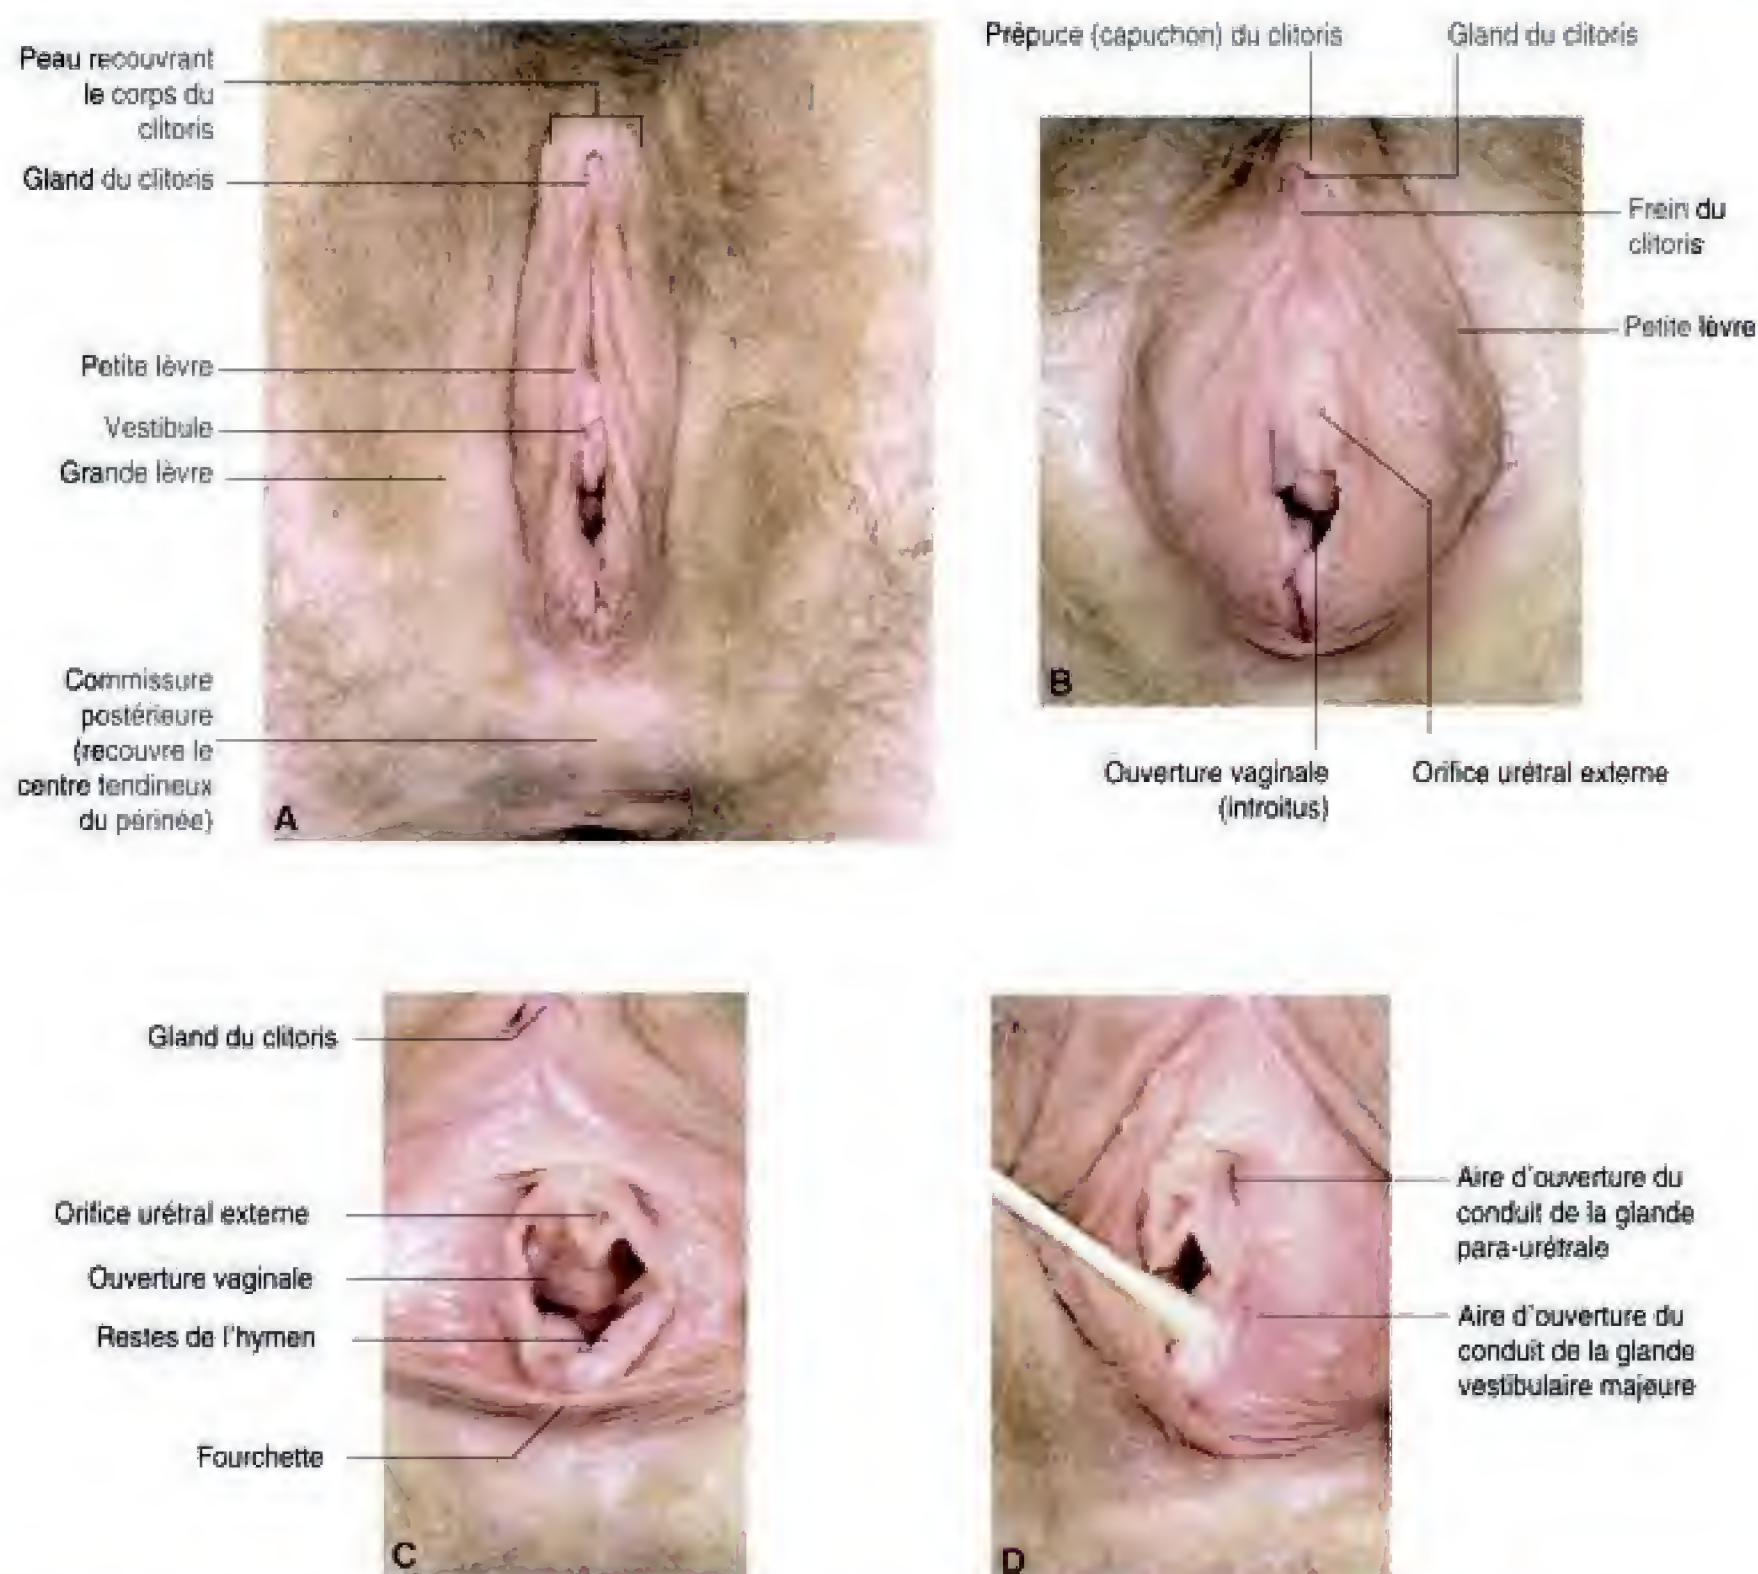 Peau recouvrant
le corps du
clitoris
Gland du clitoris
Petite lèvre
Vestibule
Grande lèvre
Commissure
postérieure
(recouvre le
centre tendineux
du périnée)
A
Prépuce (capuchon) du clitoris
Gland du clitoris
Frein du
clitoris
Petite lèvre
B
Ouverture vaginale
(introitus)
Orifice urétral externe
Gland du clitoris
Orifice urétral externe
Ouverture vaginale
Restes de l'hymen
Fourchette
C
Aire d'ouverture du
conduit de la glande
para-urétrale
Aire d'ouverture du
conduit de la glande
vestibulaire majeure
D